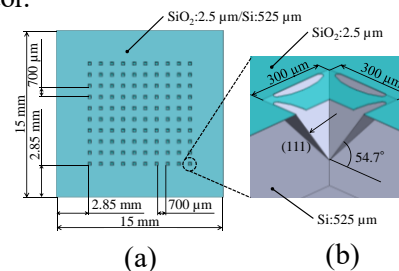 or.
SiO₂:2.5 µm/Si:525 µm
700 µm
15 mm
2.85 mm
2.85 mm
700 µm
15 mm
(a)
SiO₂:2.5 µm
300 µm
300 µm
(111)
54.7°
Si:525 µm
(b)